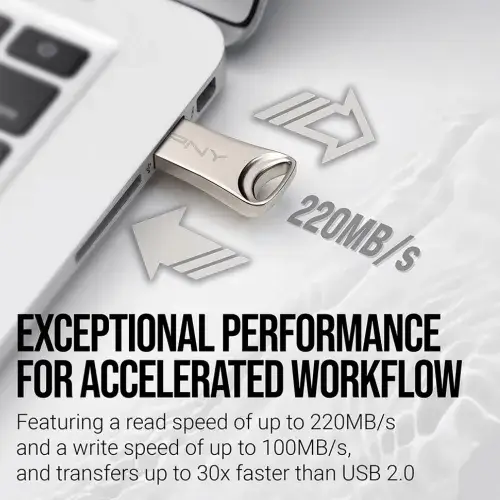 PNY
220MB/s
EXCEPTIONAL PERFORMANCE
FOR ACCELERATED WORKFLOW
Featuring a read speed of up to 220MB/s
and a write speed of up to 100MB/s,
and transfers up to 30x faster than USB 2.0